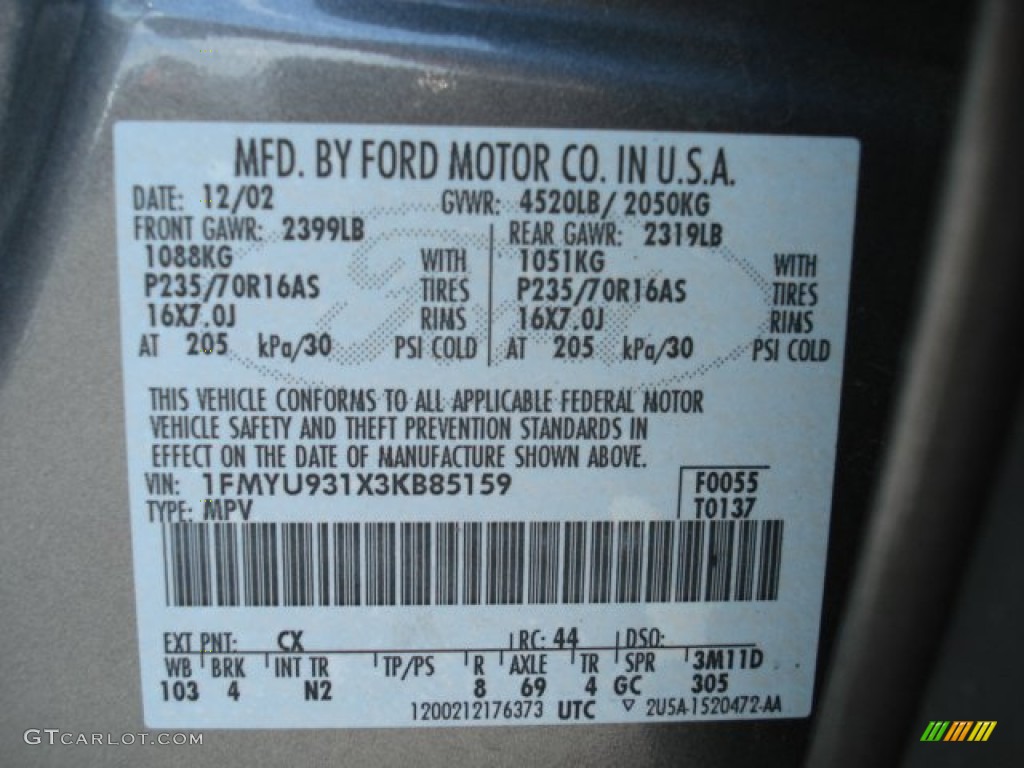 MFD. BY FORD MOTOR CO. IN U.S.A.
DATE: 12/02 GVWR: 4520LB/ 2050KG
FRONT GAWR: 2399LB REAR GAWR: 2319LB
1088KG WITH 1051KG WITH
P235/70R16AS TIRES P235/70R16AS TIRES
16X7.0J RIMS 16X7.0J RIMS
AT 205 kPa/30 PSI COLD AT 205 kPa/30 PSI COLD
THIS VEHICLE CONFORMS TO ALL APPLICABLE FEDERAL MOTOR
VEHICLE SAFETY AND THEFT PREVENTION STANDARDS IN
EFFECT ON THE DATE OF MANUFACTURE SHOWN ABOVE.
VIN: 1FMYU931X3KB85159 F0055
TYPE: MPV T0137
EXT PNT: CX RC: 44 DSO:
WB BRK INT TR TP/PS R AXLE TR SPR 3M11D
103 4 N2 8 69 4 GC 305
1200212176373 UTC ▽ 2U5A-1520472-AA
GTCARLOT.COM